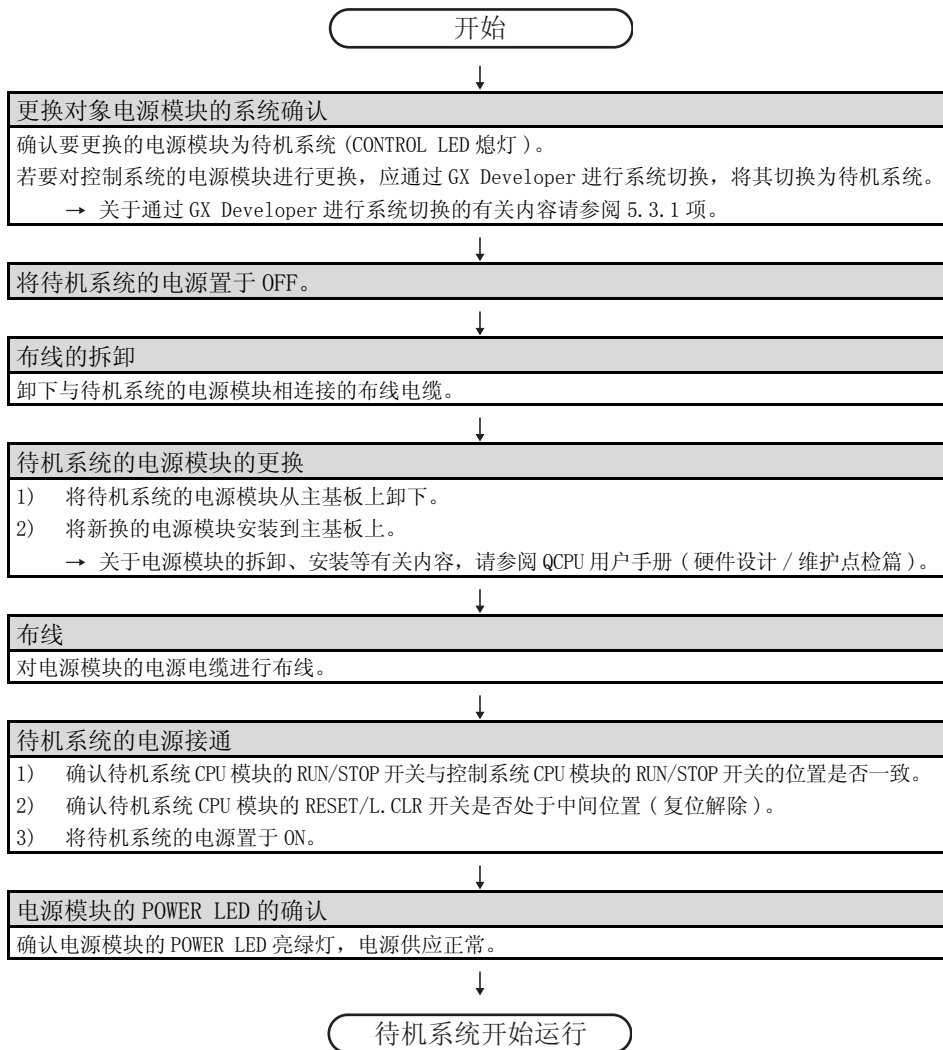 开始
↓
更换对象电源模块的系统确认
确认要更换的电源模块为待机系统(CONTROL LED 熄灯)。
若要对控制系统的电源模块进行更换，应通过 GX Developer 进行系统切换，将其切换为待机系统。
→ 关于通过 GX Developer 进行系统切换的有关内容请参阅 5.3.1 项。
↓
将待机系统的电源置于 OFF。
↓
布线的拆卸
卸下与待机系统的电源模块相连接的布线电缆。
↓
待机系统的电源模块的更换
1) 将待机系统的电源模块从主基板上卸下。
2) 将新换的电源模块安装到主基板上。
→ 关于电源模块的拆卸、安装等有关内容，请参阅 QCPU 用户手册(硬件设计/维护点检篇)。
↓
布线
对电源模块的电源电缆进行布线。
↓
待机系统的电源接通
1) 确认待机系统 CPU 模块的 RUN/STOP 开关与控制系统 CPU 模块的 RUN/STOP 开关的位置是否一致。
2) 确认待机系统 CPU 模块的 RESET/L.CLR 开关是否处于中间位置(复位解除)。
3) 将待机系统的电源置于 ON。
↓
电源模块的 POWER LED 的确认
确认电源模块的 POWER LED 亮绿灯，电源供应正常。
↓
待机系统开始运行